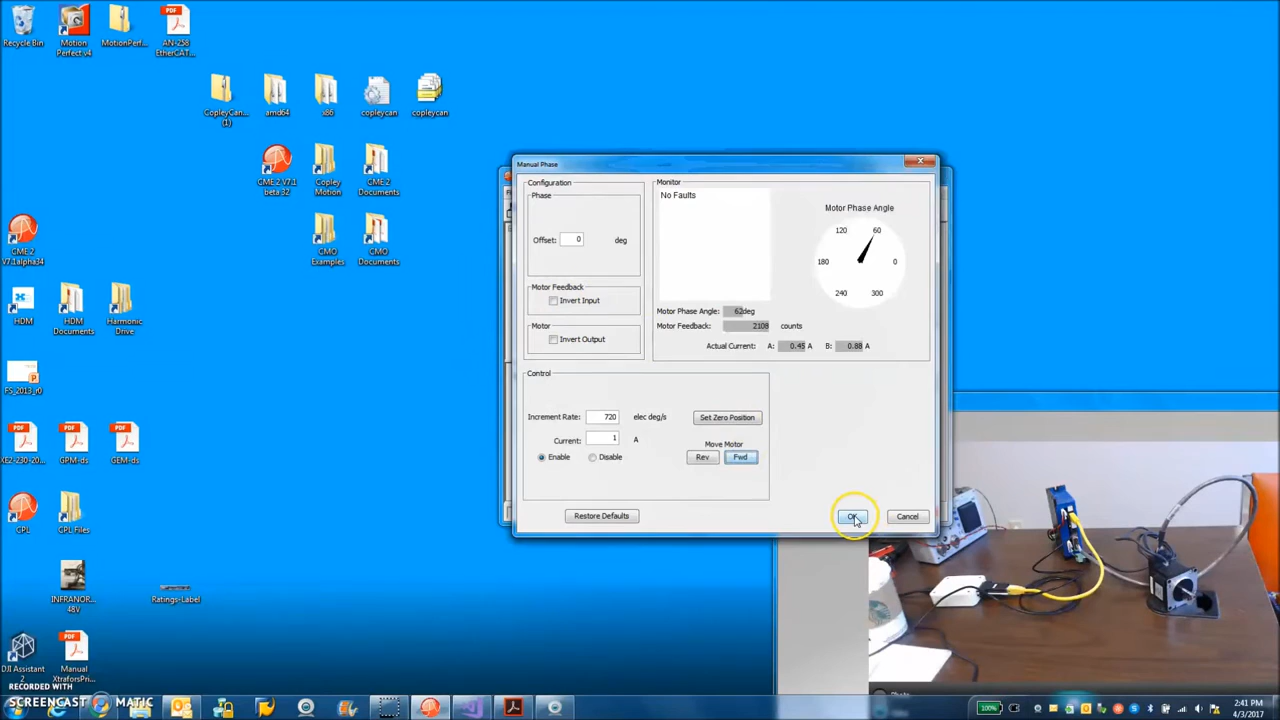 Recycle Bin
Motion
Perfect v4
MotionPerf...
AN-258
EtherCAT...
CopleyCan...
(1)
amd64
x86
copleycan
copleycan
CME 2 V7.1
beta 32
Copley
Motion
CME 2
Documents
CME 2
V7.1alpha34
CMO
Examples
CMO
Documents
HDM
HDM
Documents
Harmonic
Drive
FS_2013_r0
XE2-230-20...
GPM-ds
GEM-ds
CPL
CPL Files
INFRANOR...
48V
Ratings-Label
DJI Assistant
2
Manual
XtraforsPri...
Manual Phase
Configuration
Phase
Offset: 0 deg
Motor Feedback
Invert Input
Motor
Invert Output
Monitor
No Faults
Motor Phase Angle
120 60
180 0
240 300
Motor Phase Angle: 62deg
Motor Feedback: 2108 counts
Actual Current: A: 0.45 A B: 0.88 A
Control
Increment Rate: 720 elec deg/s
Set Zero Position
Current: 1 A
Move Motor
Enable Disable
Rev Fwd
Restore Defaults
OK
Cancel
RECORDED WITH
SCREENCAST MATIC
100%
2:41 PM
4/3/2017